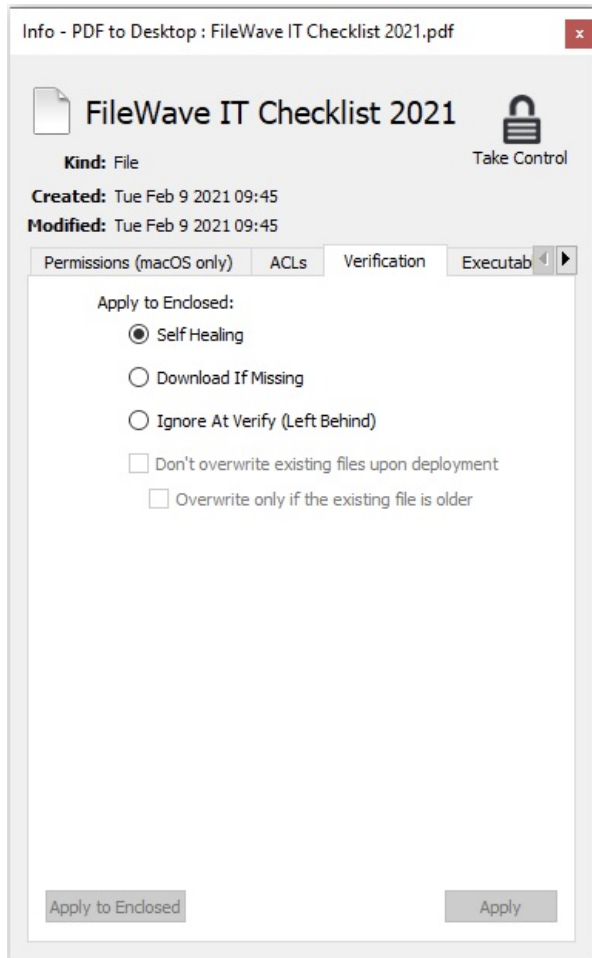 Info - PDF to Desktop : FileWave IT Checklist 2021.pdf
x
FileWave IT Checklist 2021
Take Control
Kind: File
Created: Tue Feb 9 2021 09:45
Modified: Tue Feb 9 2021 09:45
Permissions (macOS only) ACLs Verification Executab
Apply to Enclosed:
Self Healing
Download If Missing
Ignore At Verify (Left Behind)
Don't overwrite existing files upon deployment
Overwrite only if the existing file is older
Apply to Enclosed Apply